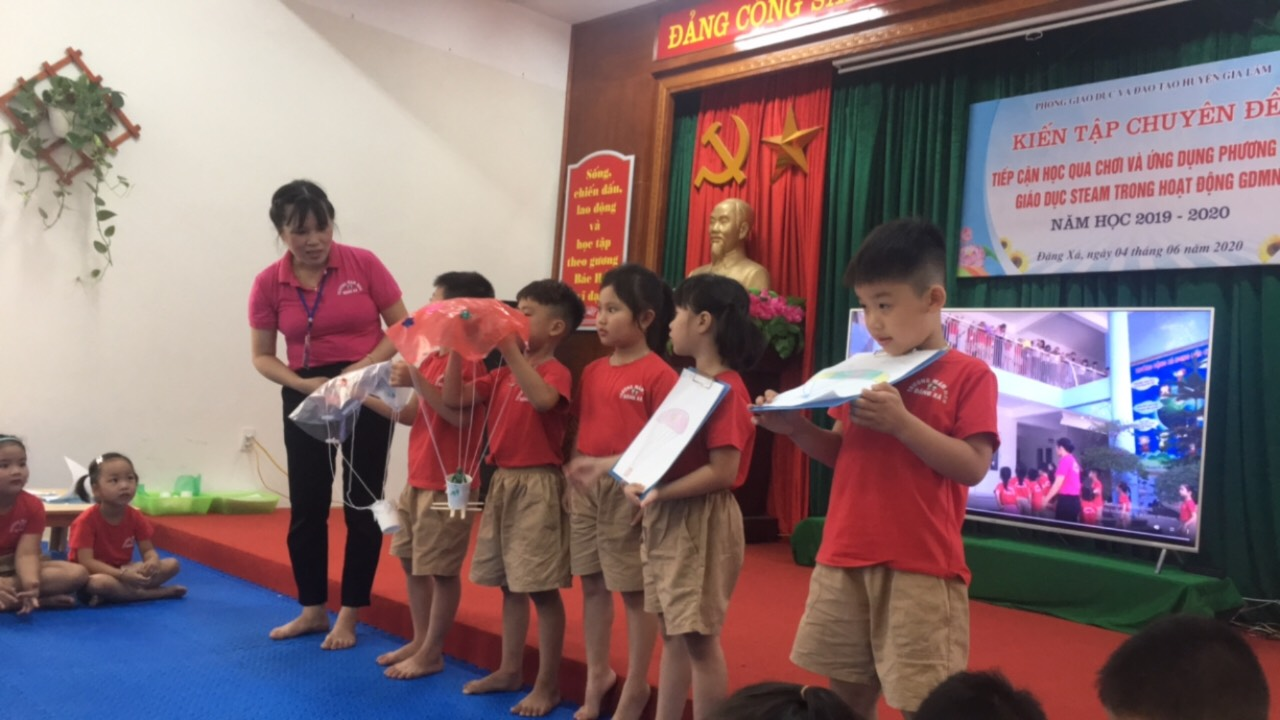 ĐẢNG CỘNG
PHÒNG GIÁO DỤC VÀ ĐÀO TẠO HUYỆN GIA LÂM
KIẾN TẬP CHUYÊN ĐỀ
TIẾP CẬN HỌC QUA CHƠI VÀ ỨNG DỤNG PHƯƠNG
GIÁO DỤC STEAM TRONG HOẠT ĐỘNG GDMN
NĂM HỌC 2019 - 2020
Đặng Xá, ngày 04 tháng 06 năm 2020
Sống,
chiến đấu,
lao động
và
học tập
theo gương
Bác